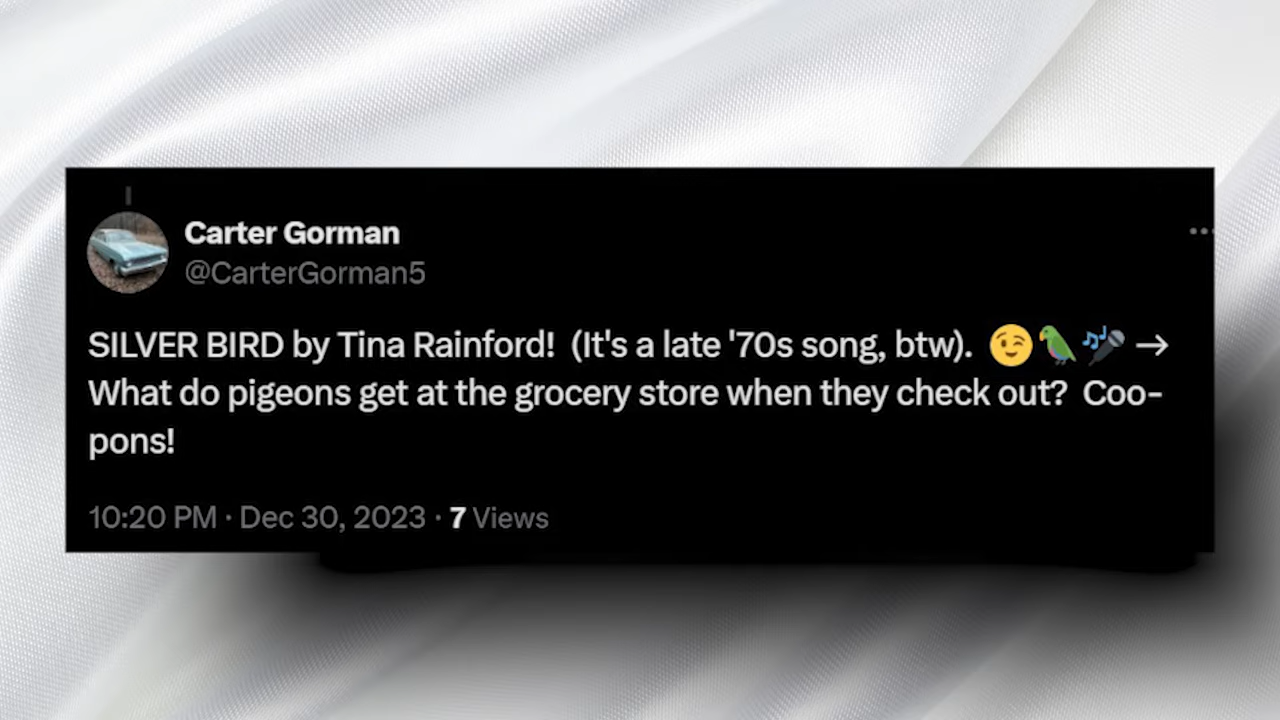 Carter Gorman
@CarterGorman5
SILVER BIRD by Tina Rainford!  (It's a late '70s song, btw).  😉🦜🎤 →
What do pigeons get at the grocery store when they check out?  Coo-
pons!
10:20 PM · Dec 30, 2023 · 7 Views